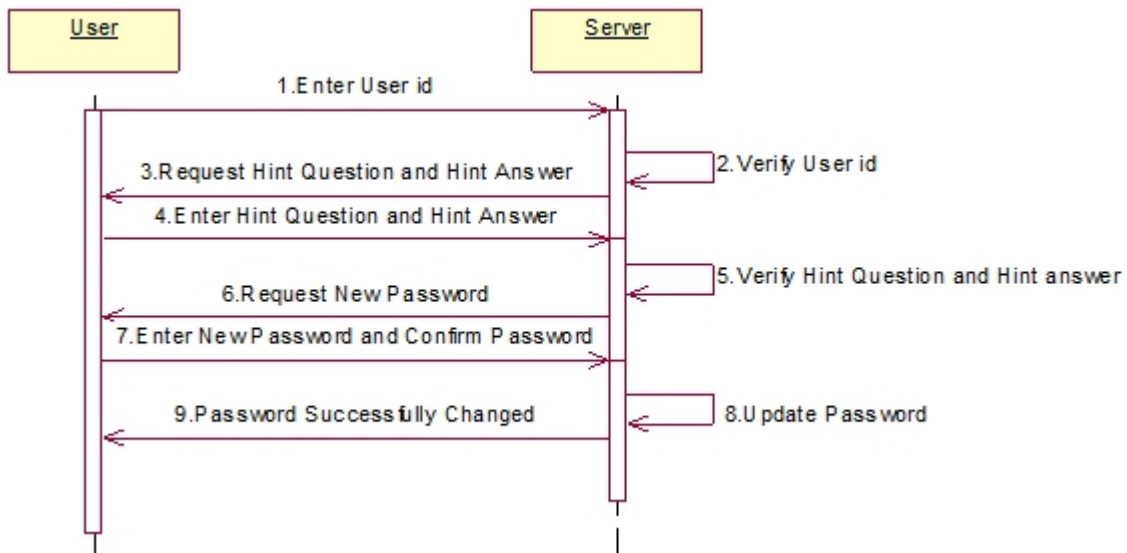 User
Server
1.Enter User id
2.Verify User id
3.Request Hint Question and Hint Answer
4.Enter Hint Question and Hint Answer
5.Verify Hint Question and Hint answer
6.Request New Password
7.Enter New Password and Confirm Password
8.Update Password
9.Password Successfully Changed